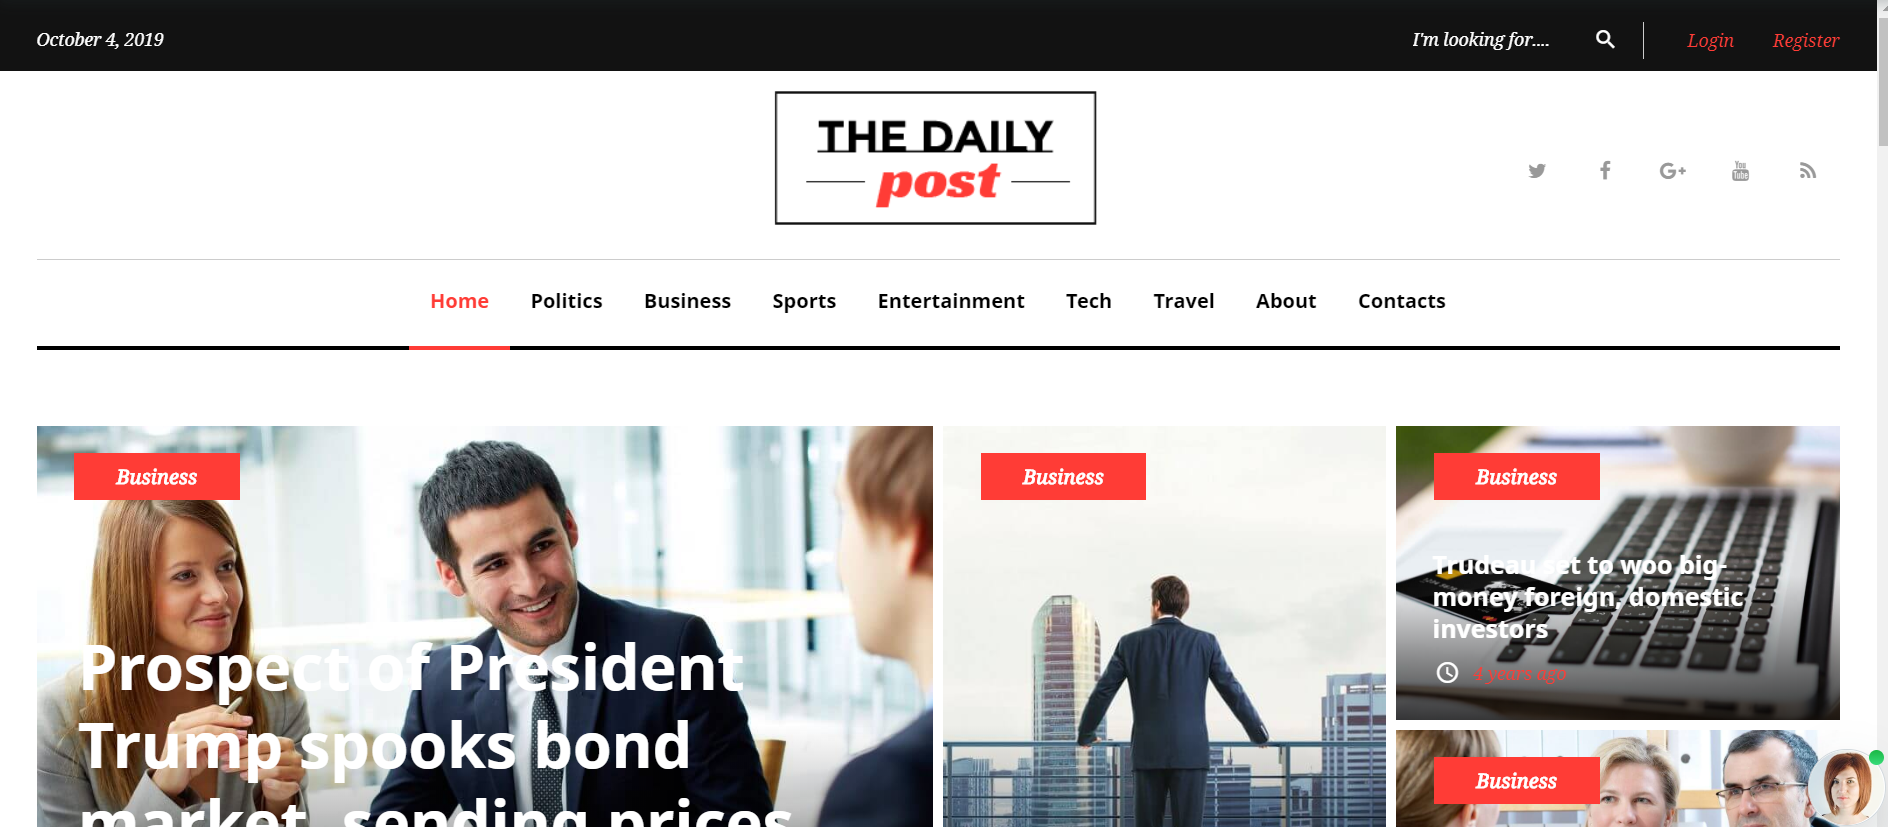 October 4, 2019
I'm looking for....
Login
Register
THE DAILY
post
You
Tube
Home
Politics
Business
Sports
Entertainment
Tech
Travel
About
Contacts
Business
Prospect of President
Trump spooks bond
market, sending prices
Business
Business
Trudeau set to woo big-
money foreign, domestic
investors
4 years ago
Business